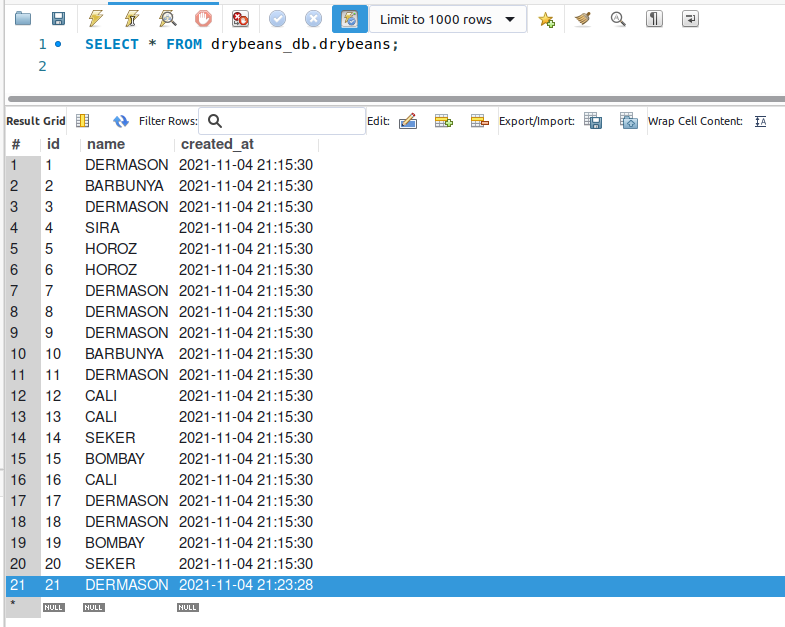 Limit to 1000 rows
1 SELECT * FROM drybeans_db.drybeans;
2
Result Grid Filter Rows: Edit: Export/Import: Wrap Cell Content:
# id name created_at
1 1 DERMASON 2021-11-04 21:15:30
2 2 BARBUNYA 2021-11-04 21:15:30
3 3 DERMASON 2021-11-04 21:15:30
4 4 SIRA 2021-11-04 21:15:30
5 5 HOROZ 2021-11-04 21:15:30
6 6 HOROZ 2021-11-04 21:15:30
7 7 DERMASON 2021-11-04 21:15:30
8 8 DERMASON 2021-11-04 21:15:30
9 9 DERMASON 2021-11-04 21:15:30
10 10 BARBUNYA 2021-11-04 21:15:30
11 11 DERMASON 2021-11-04 21:15:30
12 12 CALI 2021-11-04 21:15:30
13 13 CALI 2021-11-04 21:15:30
14 14 SEKER 2021-11-04 21:15:30
15 15 BOMBAY 2021-11-04 21:15:30
16 16 CALI 2021-11-04 21:15:30
17 17 DERMASON 2021-11-04 21:15:30
18 18 DERMASON 2021-11-04 21:15:30
19 19 BOMBAY 2021-11-04 21:15:30
20 20 SEKER 2021-11-04 21:15:30
21 21 DERMASON 2021-11-04 21:23:28
* NULL NULL NULL